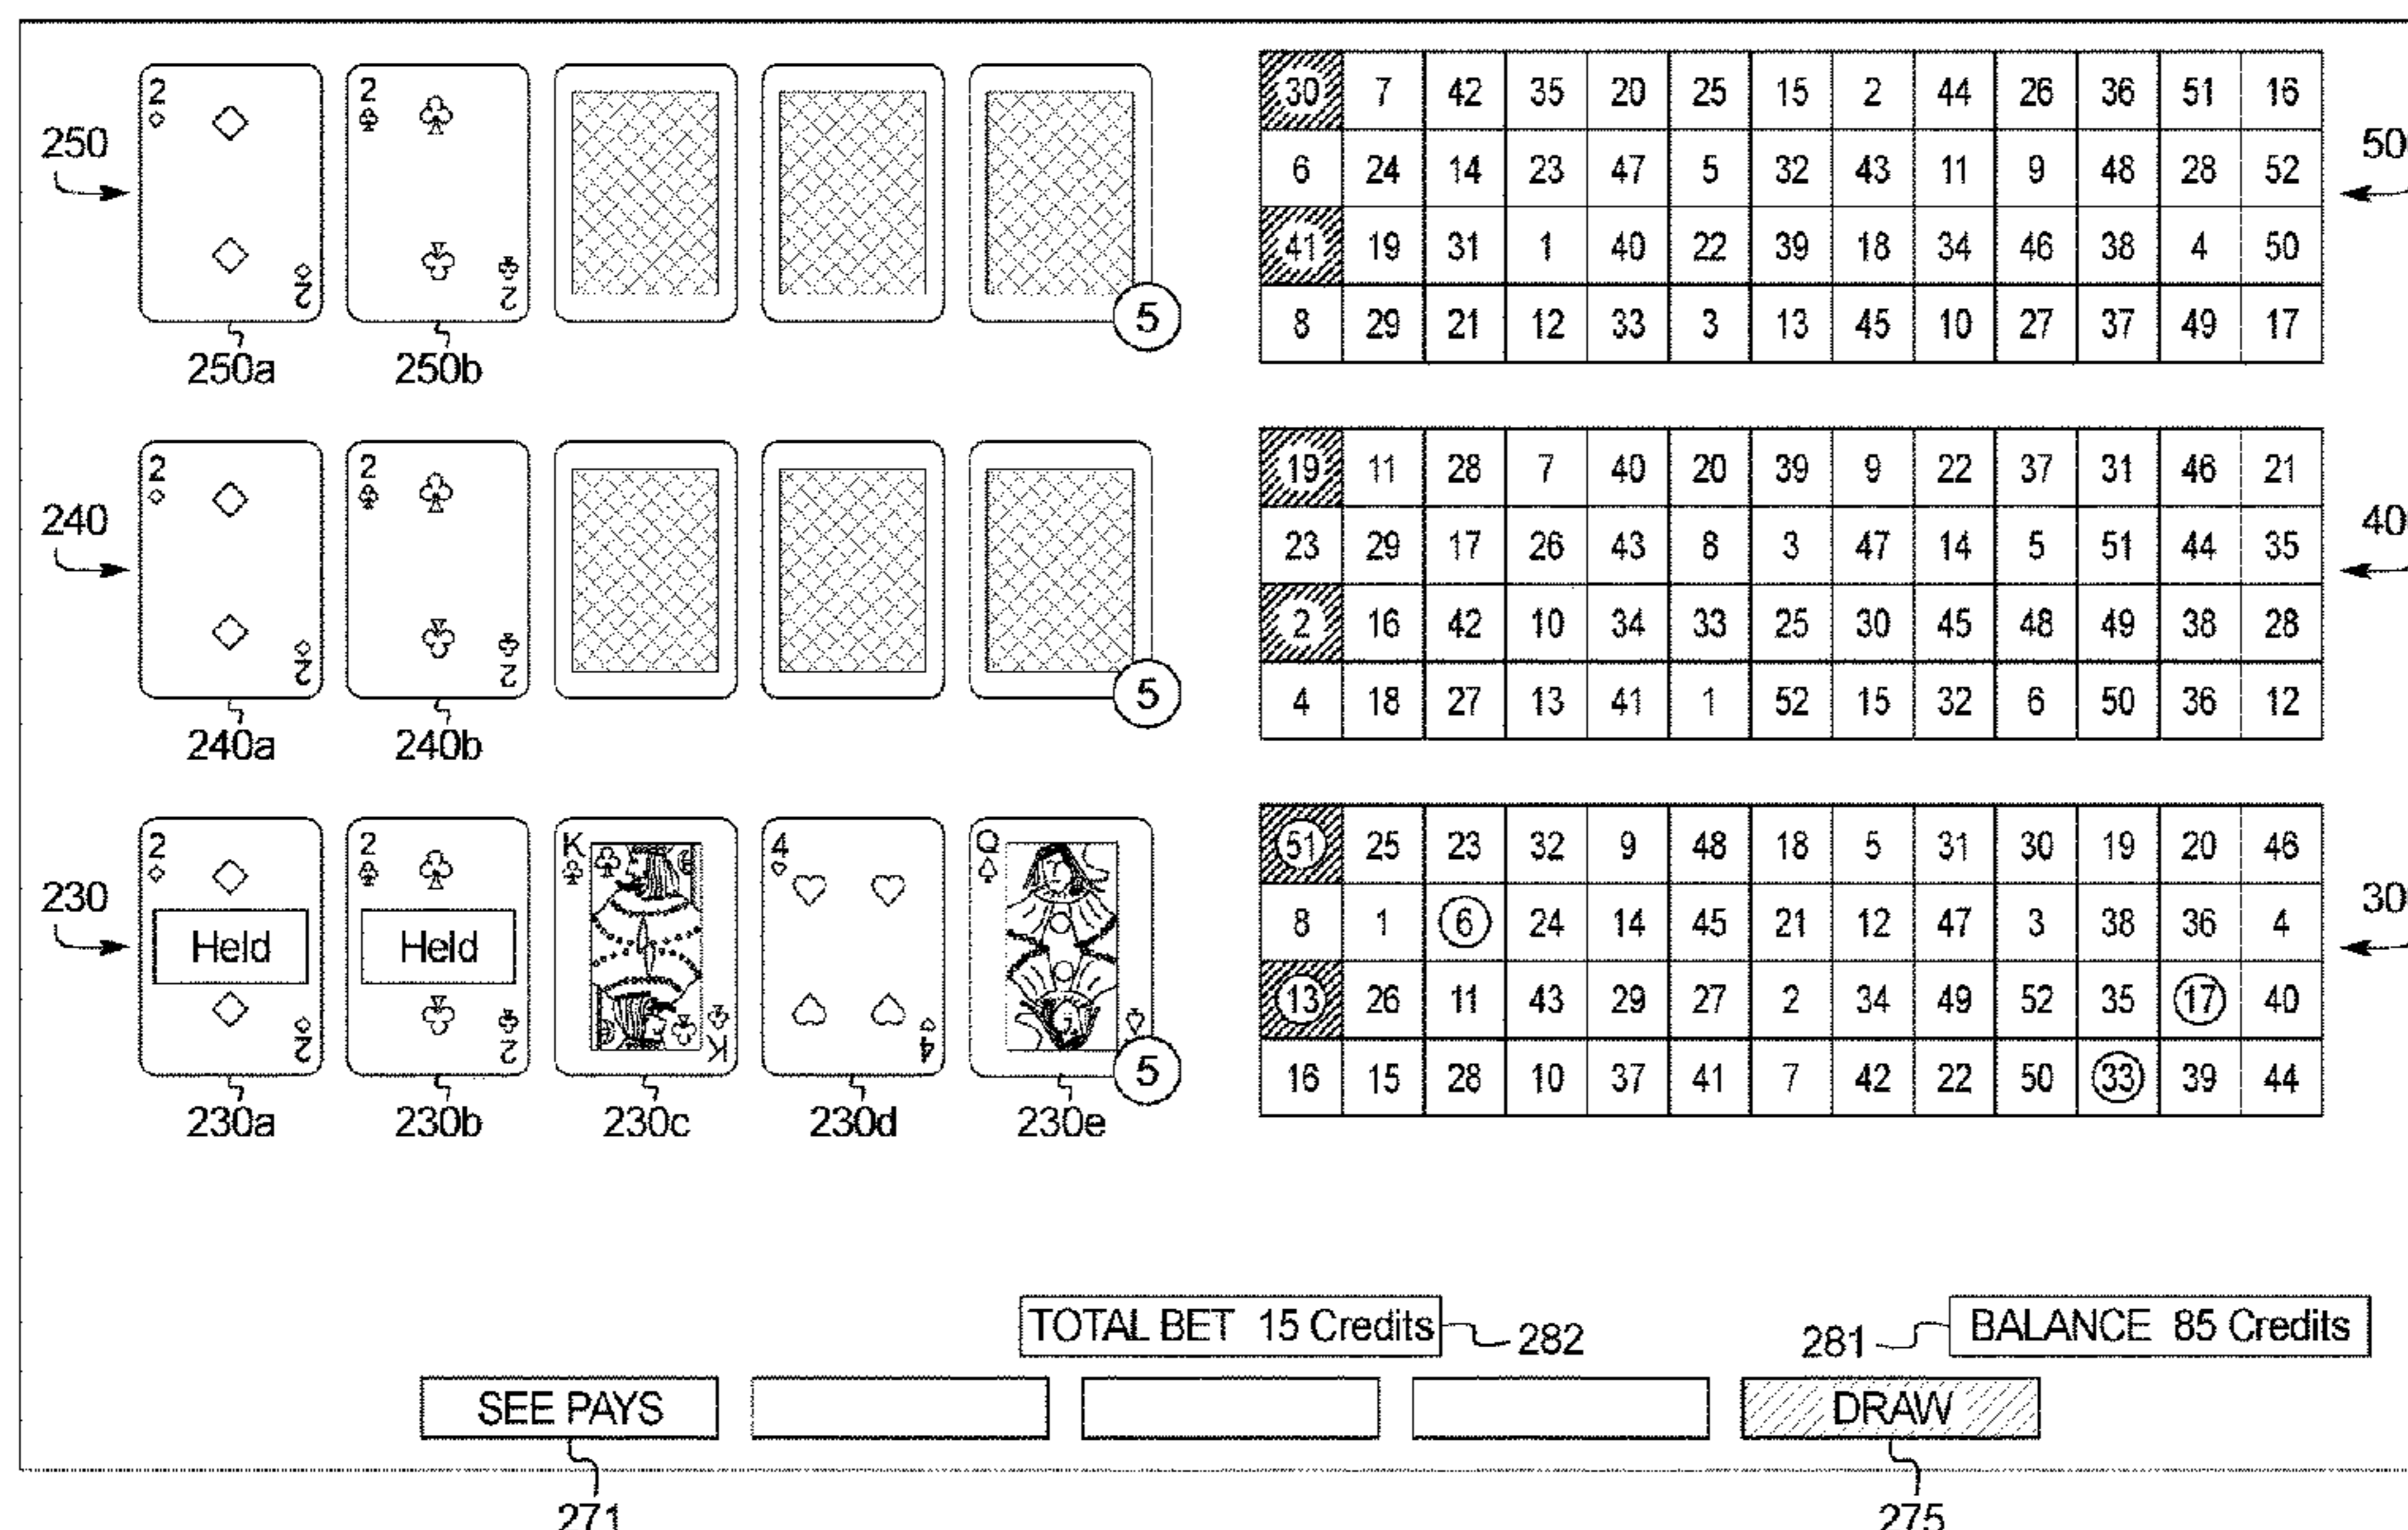 250
2 2
2 2
5
250a 250b
30 7 42 35 20 25 15 2 44 26 36 51 16
6 24 14 23 47 5 32 43 11 9 48 28 52
41 19 31 1 40 22 39 18 34 46 38 4 50
8 29 21 12 33 3 13 45 10 27 37 49 17
50
240
2 2
2 2
5
240a 240b
19 11 28 7 40 20 39 9 22 37 31 46 21
23 29 17 26 43 8 3 47 14 5 51 44 35
2 16 42 10 34 33 25 30 45 48 49 38 28
4 18 27 13 41 1 52 15 32 6 50 36 12
40
230
2 2 K 4 Q
Held Held
2 2 K 4
5
230a 230b 230c 230d 230e
51 25 23 32 9 48 18 5 31 30 19 20 46
8 1 6 24 14 45 21 12 47 3 38 36 4
13 26 11 43 29 27 2 34 49 52 35 17 40
16 15 28 10 37 41 7 42 22 50 33 39 44
30
TOTAL BET 15 Credits 282
281 BALANCE 85 Credits
SEE PAYS DRAW
271 275